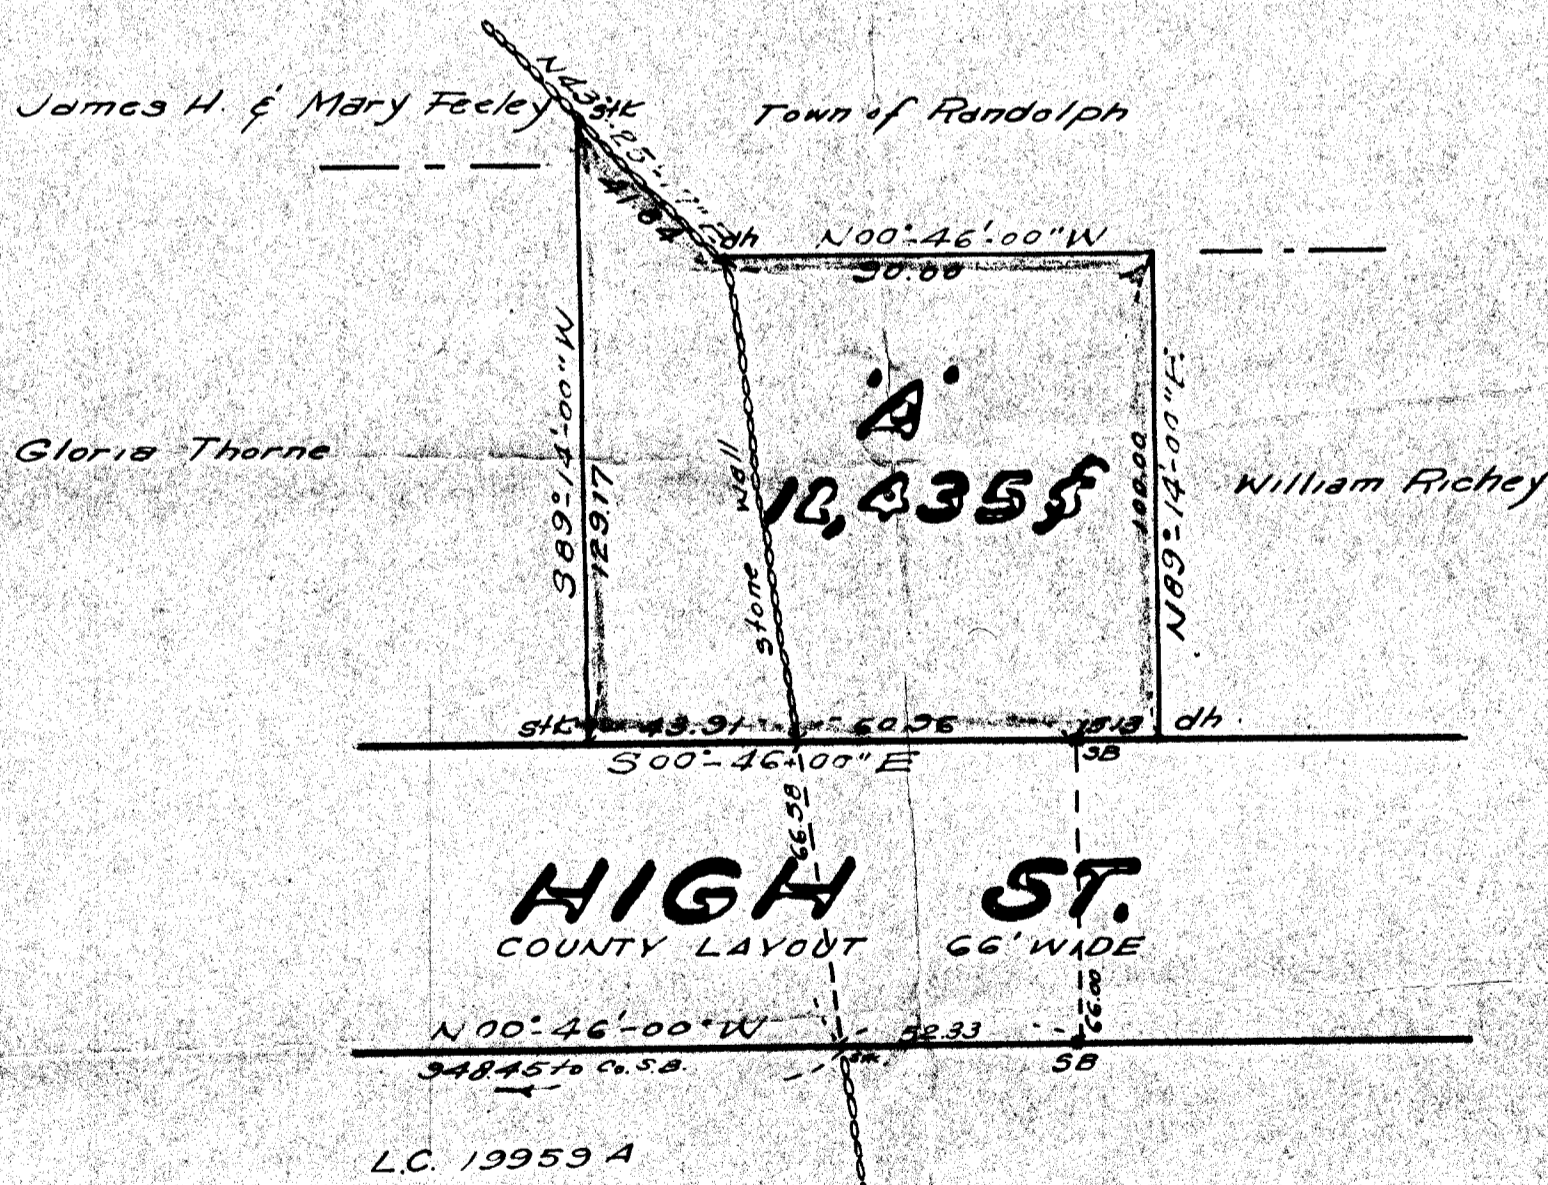 James H. & Mary Feeley
stk
Town of Randolph
N43°-25'-17"E
41.84
dh
N00°-46'-00"W
90.00
S89°-14'-00"W
129.17
Gloria Thorne
stone wall
'A'
12,435 S.F.
100.00
N89°-14'-00"E
William Richey
stk
43.91
60.96
15.13
dh
S00°-46'-00"E
SB
66.58
HIGH ST.
COUNTY LAYOUT 66' WIDE
66.00
N00°-46'-00"W
52.33
948.45 to Co. S.B.
SB
L.C. 19959 A